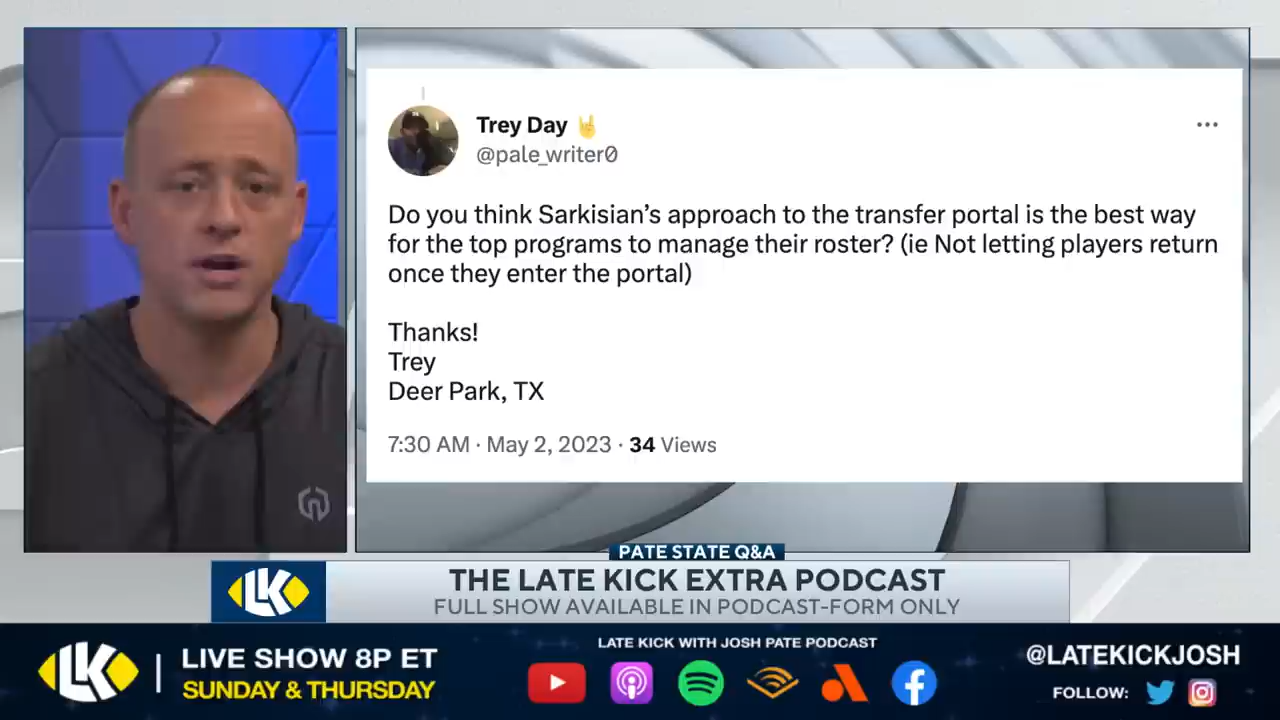 Trey Day 🤘
@pale_writer0
Do you think Sarkisian's approach to the transfer portal is the best way
for the top programs to manage their roster? (ie Not letting players return
once they enter the portal)
Thanks!
Trey
Deer Park, TX
7:30 AM · May 2, 2023 · 34 Views
PATE STATE Q&A
LK
THE LATE KICK EXTRA PODCAST
FULL SHOW AVAILABLE IN PODCAST-FORM ONLY
LK
LIVE SHOW 8P ET
SUNDAY & THURSDAY
LATE KICK WITH JOSH PATE PODCAST
@LATEKICKJOSH
FOLLOW: